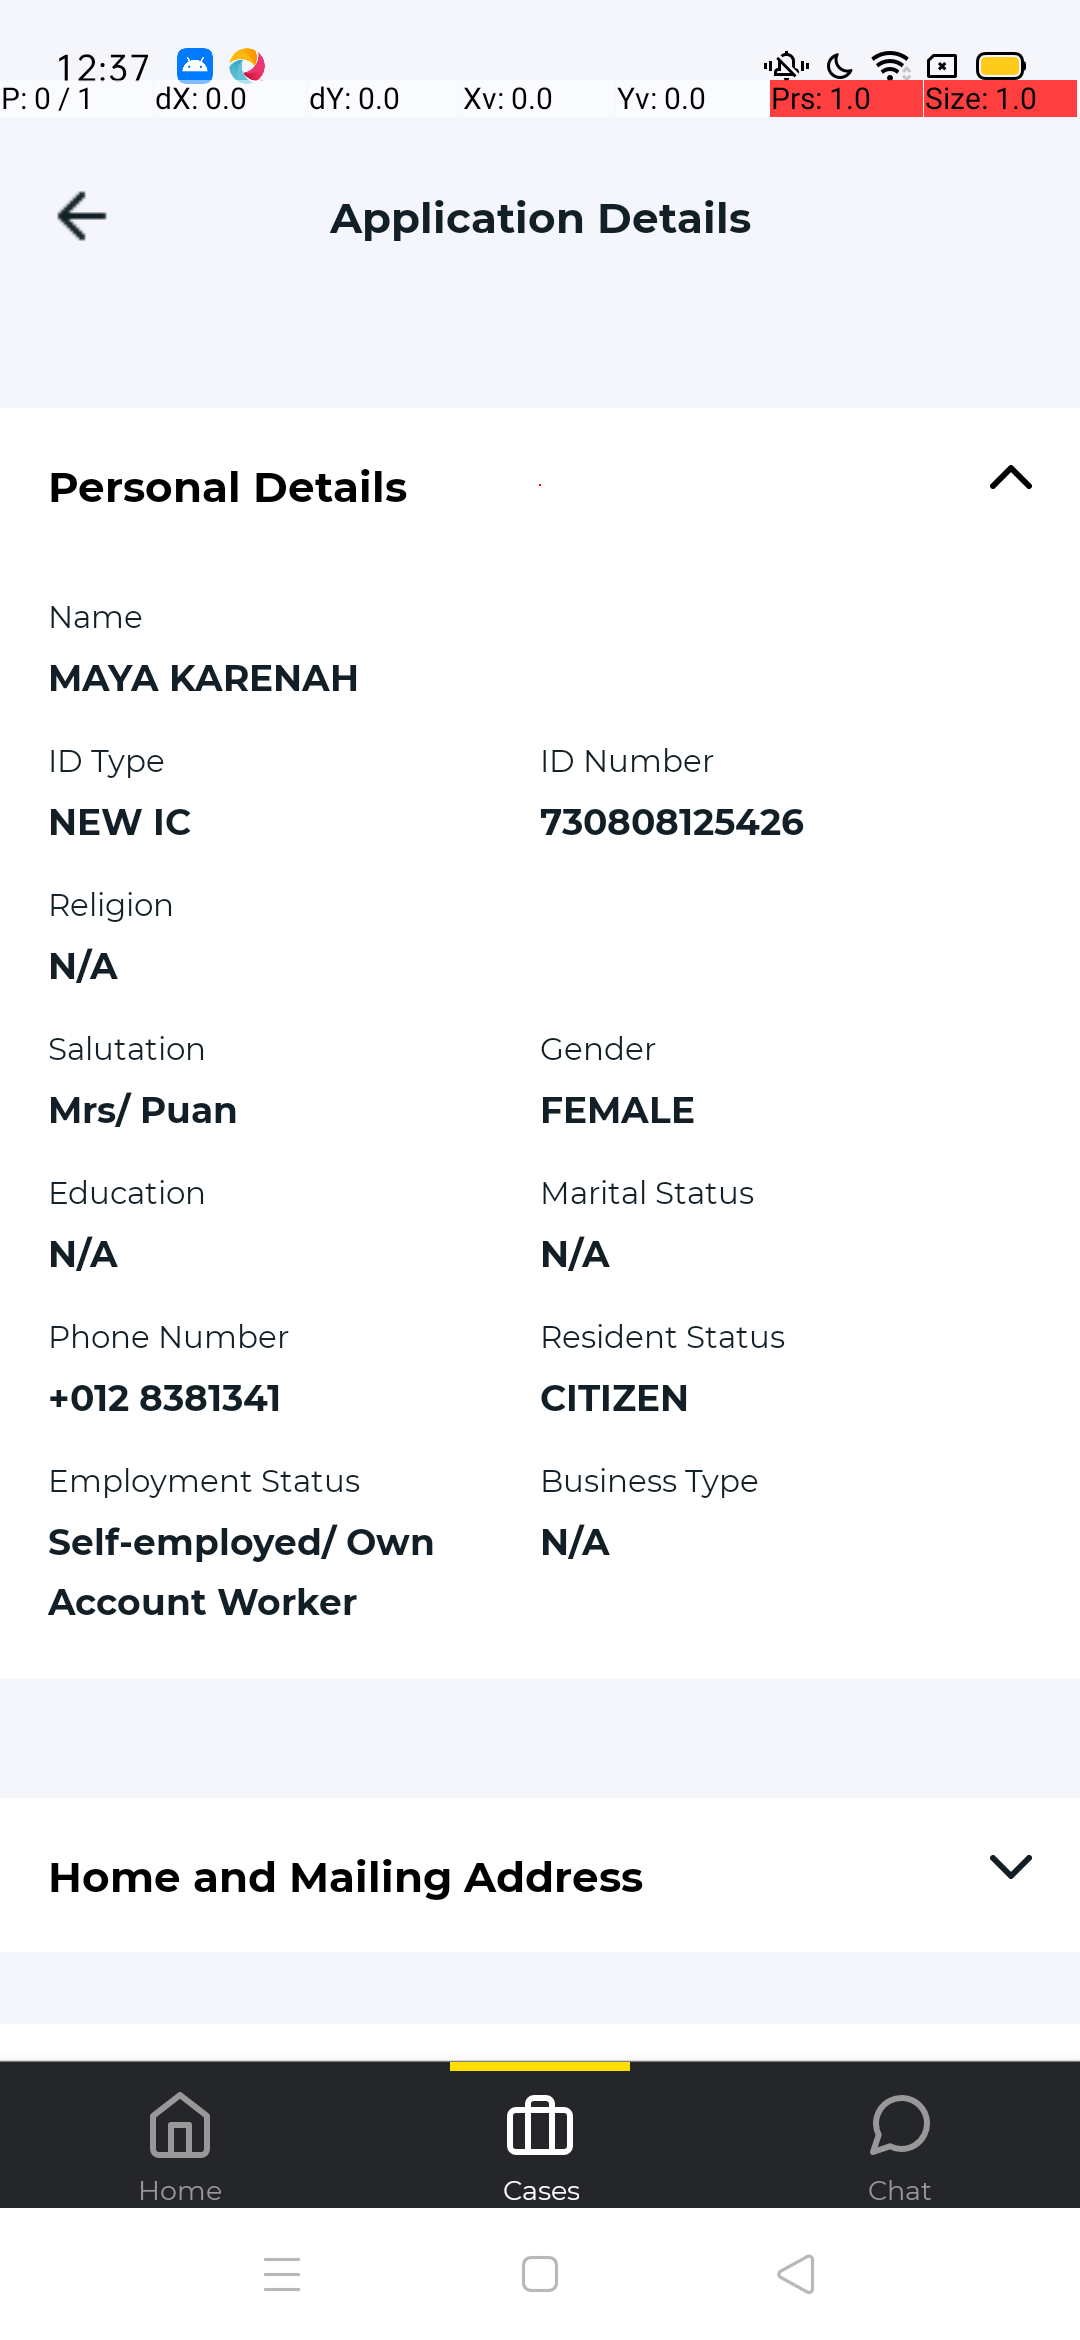 12:37
P: 0 / 1 dX: 0.0 dY: 0.0 Xv: 0.0 Yv: 0.0 Prs: 1.0 Size: 1.0
Application Details
Personal Details
Name
MAYA KARENAH
ID Type ID Number
NEW IC 730808125426
Religion
N/A
Salutation Gender
Mrs/ Puan FEMALE
Education Marital Status
N/A N/A
Phone Number Resident Status
+012 8381341 CITIZEN
Employment Status Business Type
Self-employed/ Own N/A
Account Worker
Home and Mailing Address
Home Cases Chat